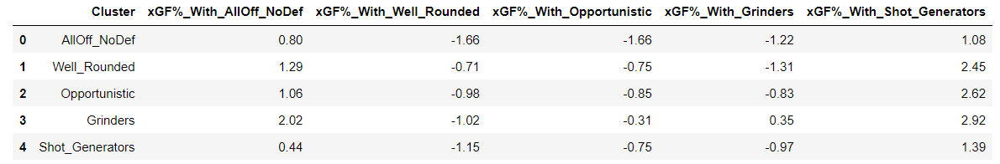 Cluster xGF%_With_AllOff_NoDef xGF%_With_Well_Rounded xGF%_With_Opportunistic xGF%_With_Grinders xGF%_With_Shot_Generators
0 AllOff_NoDef 0.80 -1.66 -1.66 -1.22 1.08
1 Well_Rounded 1.29 -0.71 -0.75 -1.31 2.45
2 Opportunistic 1.06 -0.98 -0.85 -0.83 2.62
3 Grinders 2.02 -1.02 -0.31 0.35 2.92
4 Shot_Generators 0.44 -1.15 -0.75 -0.97 1.39